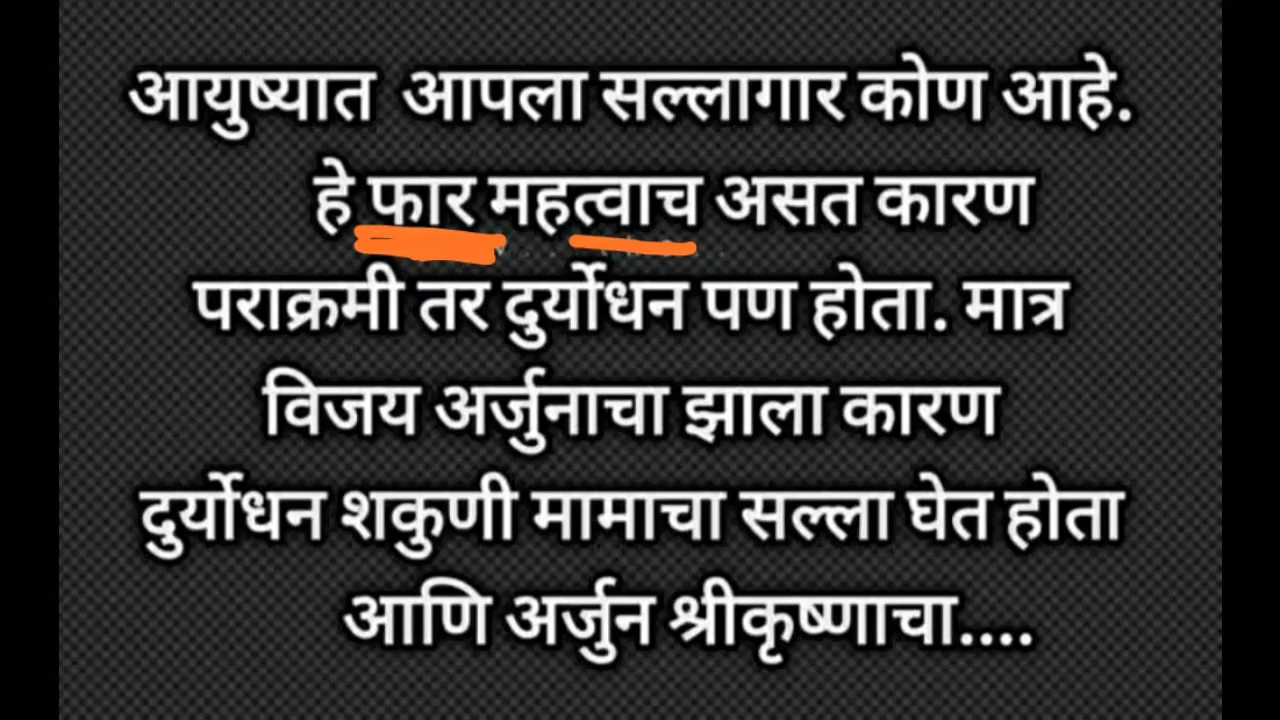 आयुष्यात आपला सल्लागार कोण आहे.
हे फार महत्वाच असत कारण
पराक्रमी तर दुर्योधन पण होता. मात्र
विजय अर्जुनाचा झाला कारण
दुर्योधन शकुणी मामाचा सल्ला घेत होता
आणि अर्जुन श्रीकृष्णाचा....